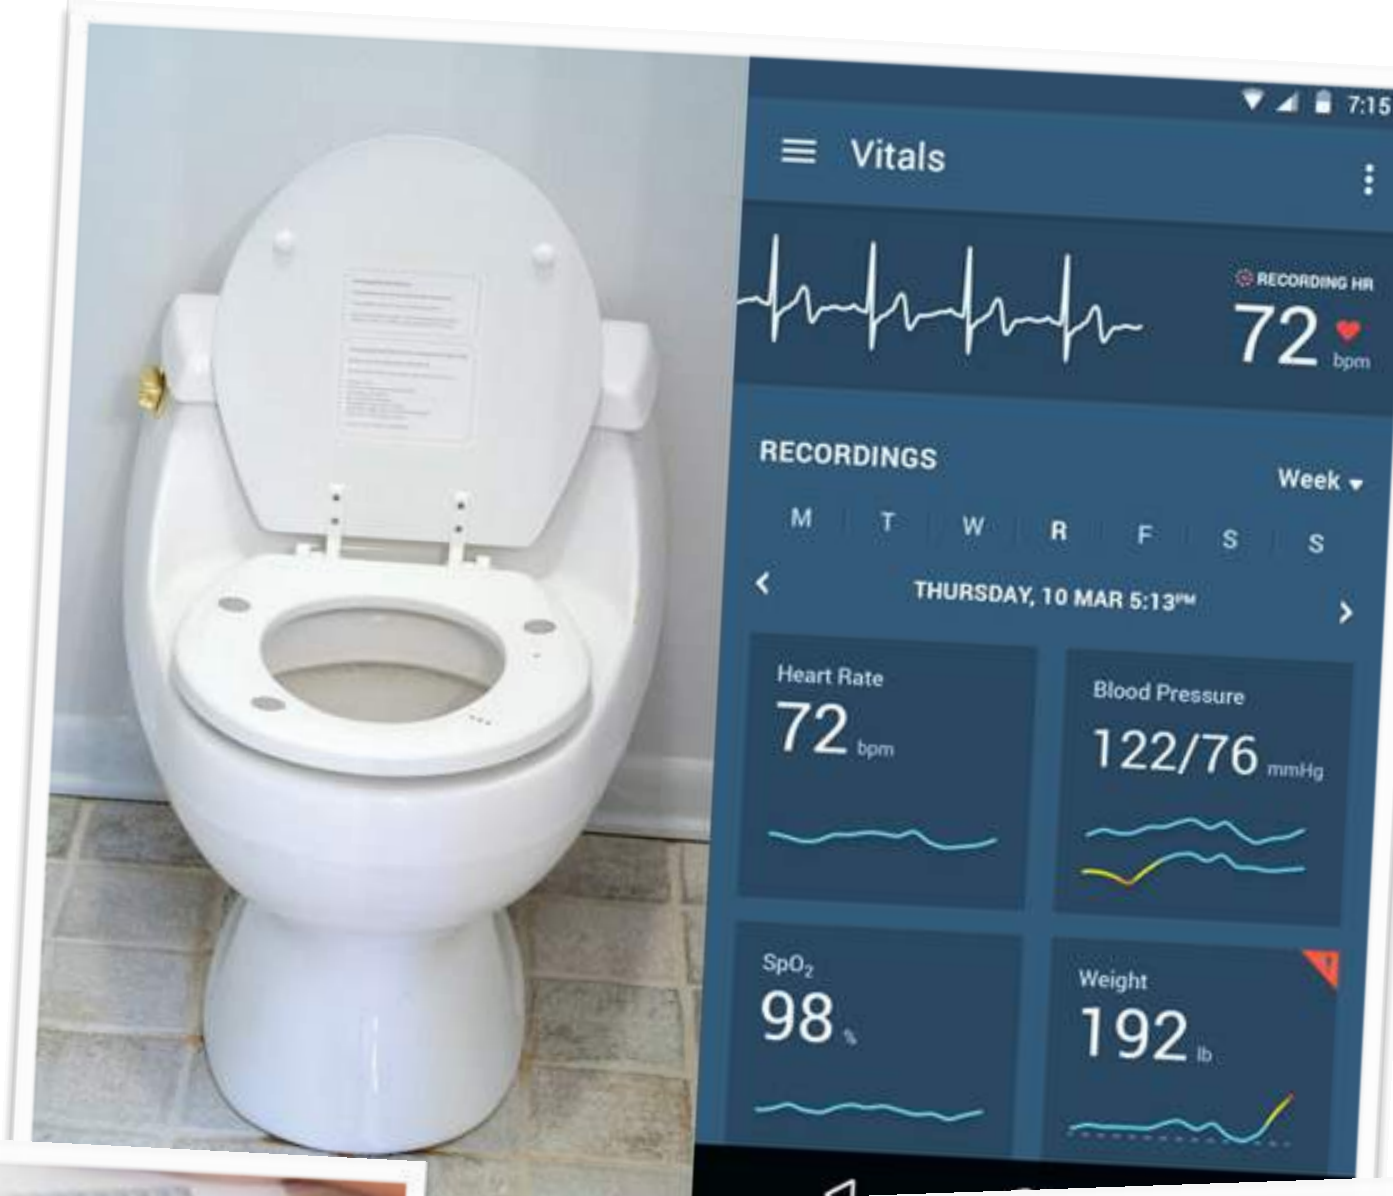 7:15
Vitals
RECORDING HR
72
bpm
RECORDINGS
Week
M T W R F S S
THURSDAY, 10 MAR 5:13PM
Heart Rate
72 bpm
Blood Pressure
122/76 mmHg
SpO2
98 %
Weight
192 lb